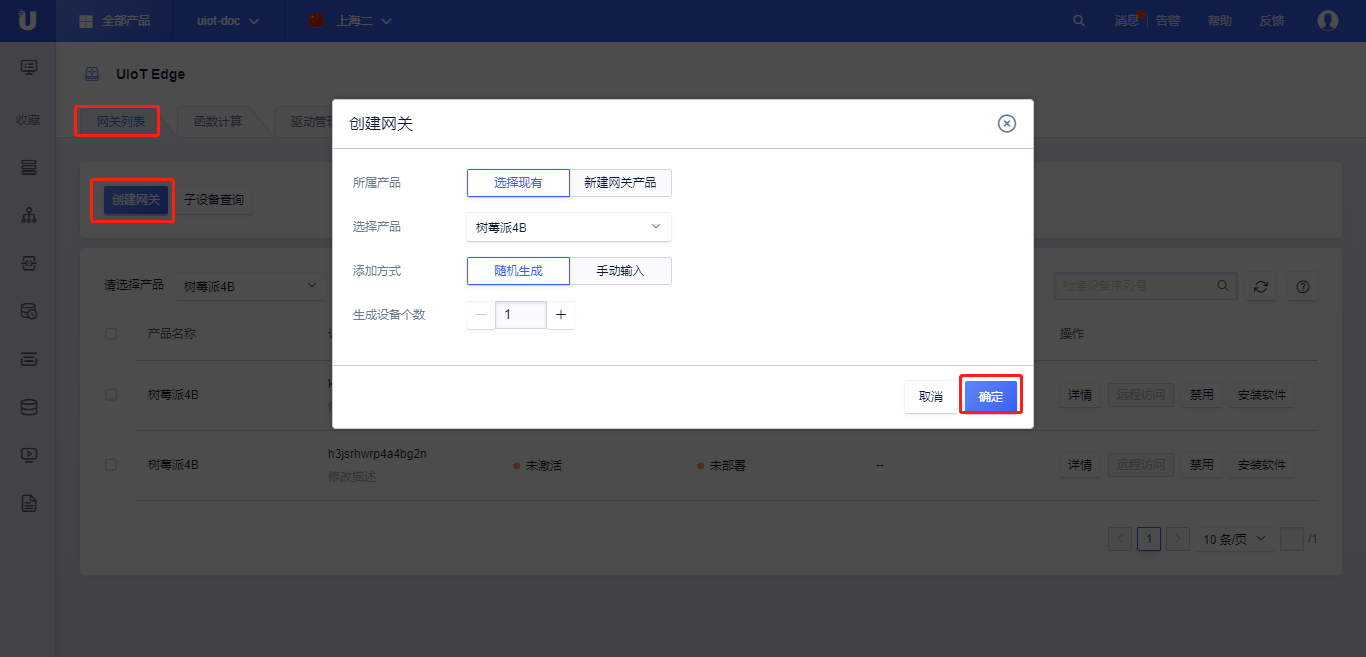 全部产品 uiot-doc 上海二 消息 告警 帮助 反馈
UIoT Edge
收藏
网关列表 函数计算 驱动管理
创建网关 子设备查询
创建网关
所属产品 选择现有 新建网关产品
选择产品 树莓派4B
添加方式 随机生成 手动输入
生成设备个数 1
取消 确定
请选择产品 树莓派4B 检索设备序列号
产品名称 操作
树莓派4B 详情 远程访问 禁用 安装软件
树莓派4B h3jsrhwrp4a4bg2n 未激活 未部署 -- 详情 远程访问 禁用 安装软件
修改描述
1 10 条/页 /1